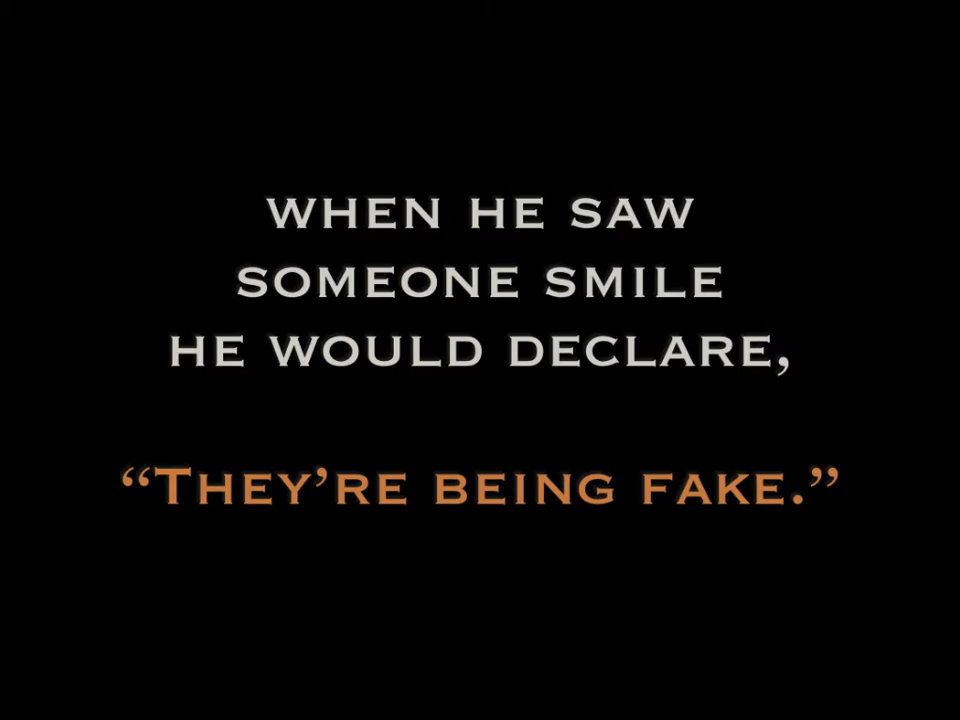 WHEN HE SAW
SOMEONE SMILE
HE WOULD DECLARE,
“THEY’RE BEING FAKE.”